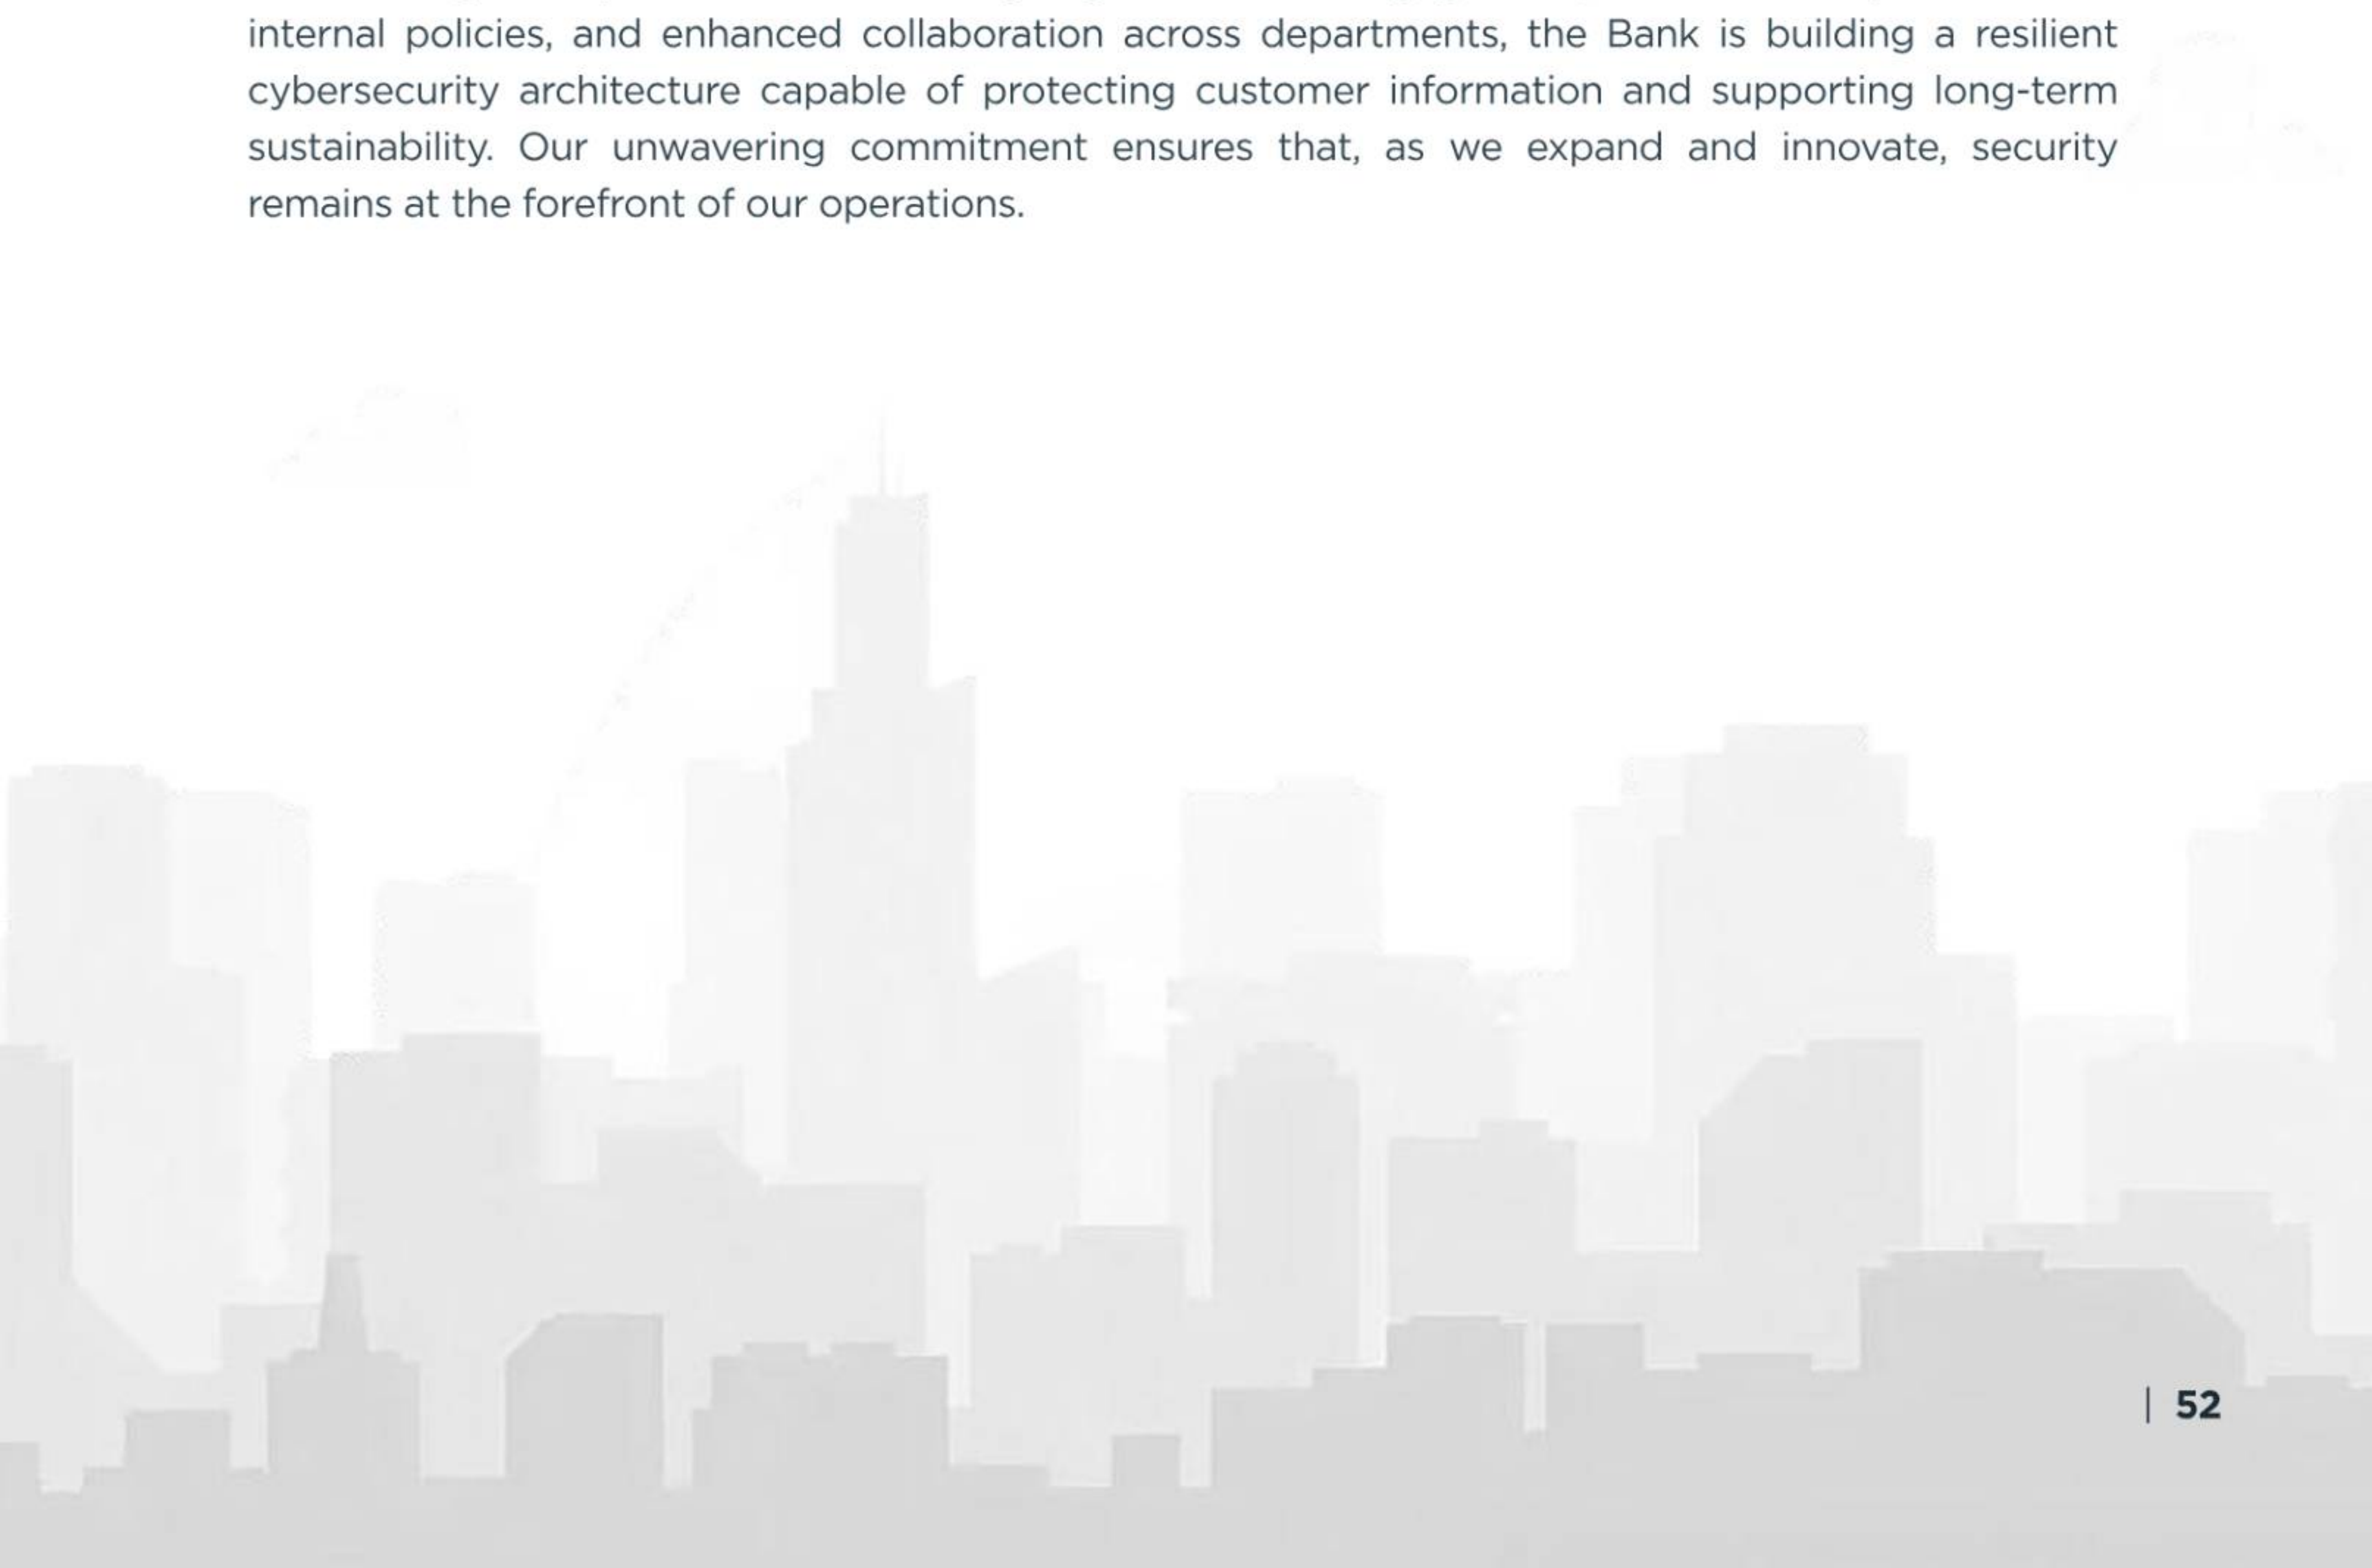 internal policies, and enhanced collaboration across departments, the Bank is building a resilient
cybersecurity architecture capable of protecting customer information and supporting long-term
sustainability. Our unwavering commitment ensures that, as we expand and innovate, security
remains at the forefront of our operations.
| 52